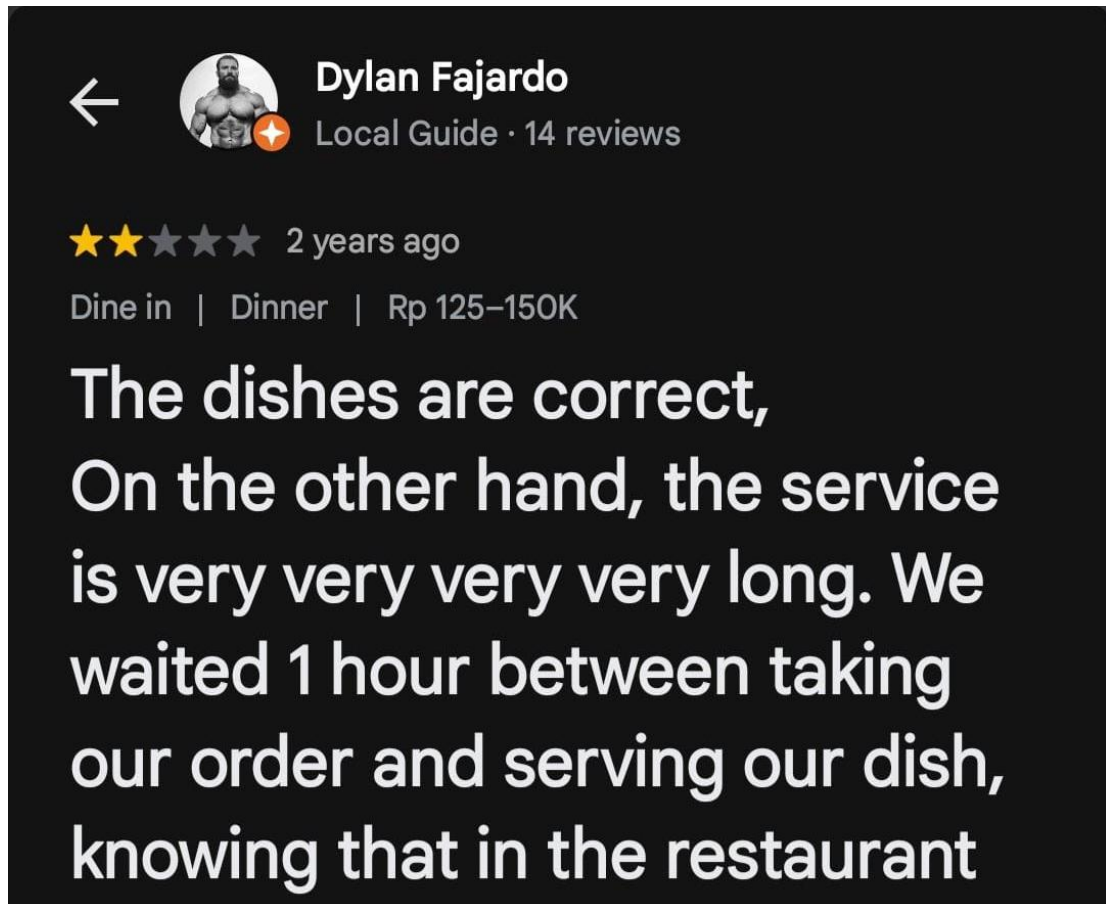 Dylan Fajardo
Local Guide · 14 reviews
2 years ago
Dine in | Dinner | Rp 125–150K
The dishes are correct,
On the other hand, the service
is very very very very long. We
waited 1 hour between taking
our order and serving our dish,
knowing that in the restaurant